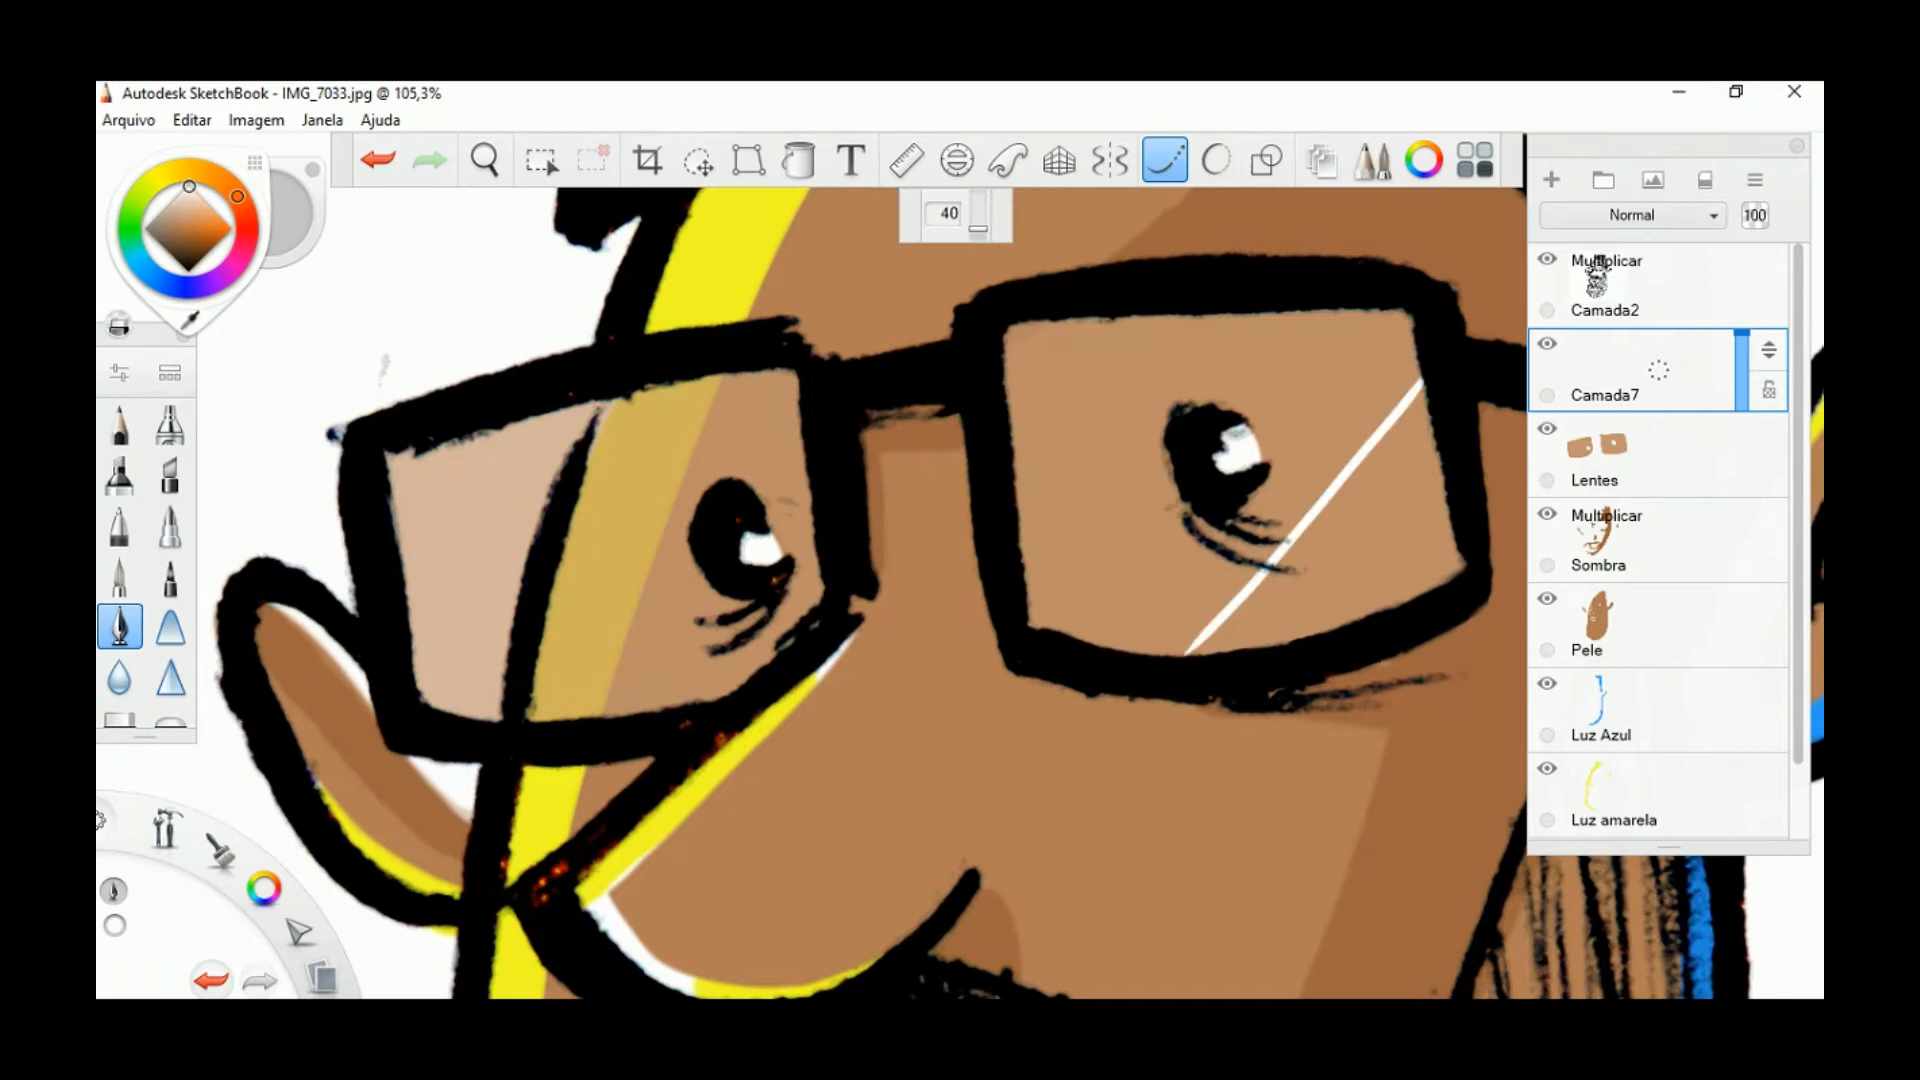 Autodesk SketchBook - IMG_7033.jpg @ 105,3%
Arquivo Editar Imagem Janela Ajuda
T
40
Normal 100
Multiplicar
Camada2
Camada7
Lentes
Multiplicar
Sombra
Pele
Luz Azul
Luz amarela